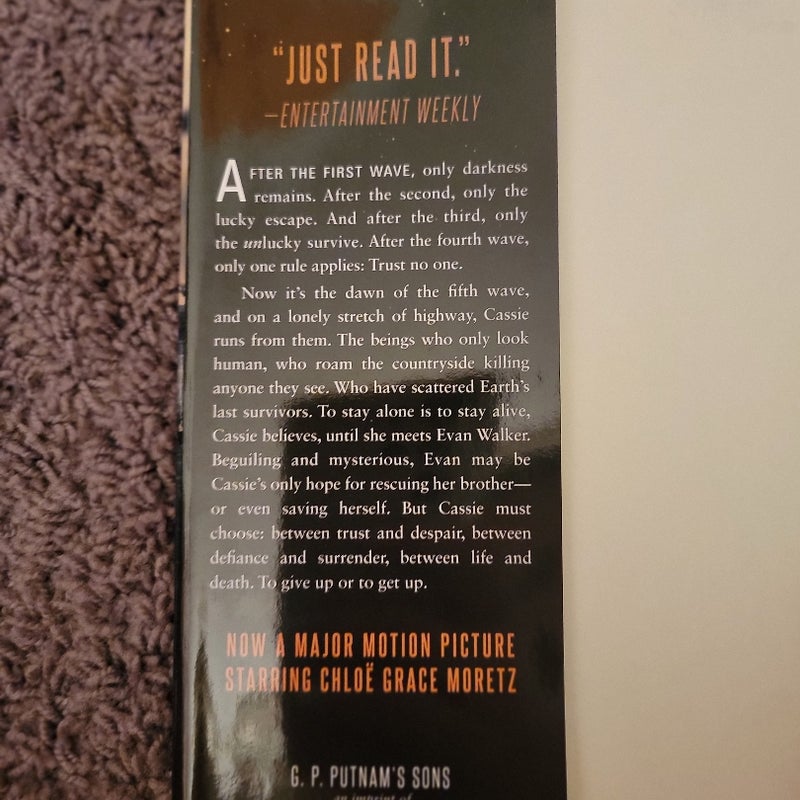 “JUST READ IT.”
—ENTERTAINMENT WEEKLY
AFTER THE FIRST WAVE, only darkness
remains. After the second, only the
lucky escape. And after the third, only
the unlucky survive. After the fourth wave,
only one rule applies: Trust no one.
Now it’s the dawn of the fifth wave,
and on a lonely stretch of highway, Cassie
runs from them. The beings who only look
human, who roam the countryside killing
anyone they see. Who have scattered Earth’s
last survivors. To stay alone is to stay alive,
Cassie believes, until she meets Evan Walker.
Beguiling and mysterious, Evan may be
Cassie’s only hope for rescuing her brother—
or even saving herself. But Cassie must
choose: between trust and despair, between
defiance and surrender, between life and
death. To give up or to get up.
NOW A MAJOR MOTION PICTURE
STARRING CHLOË GRACE MORETZ
G. P. PUTNAM’S SONS
an imprint of